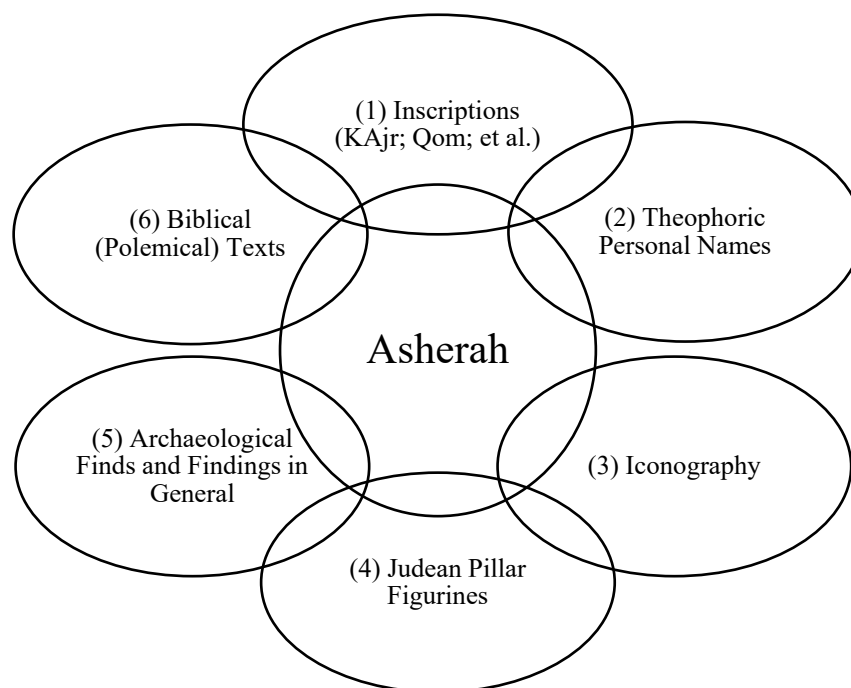 (1) Inscriptions
(KAjr; Qom; et al.)
(2) Theophoric
Personal Names
(3) Iconography
(4) Judean Pillar
Figurines
(5) Archaeological
Finds and Findings in
General
(6) Biblical
(Polemical) Texts
Asherah